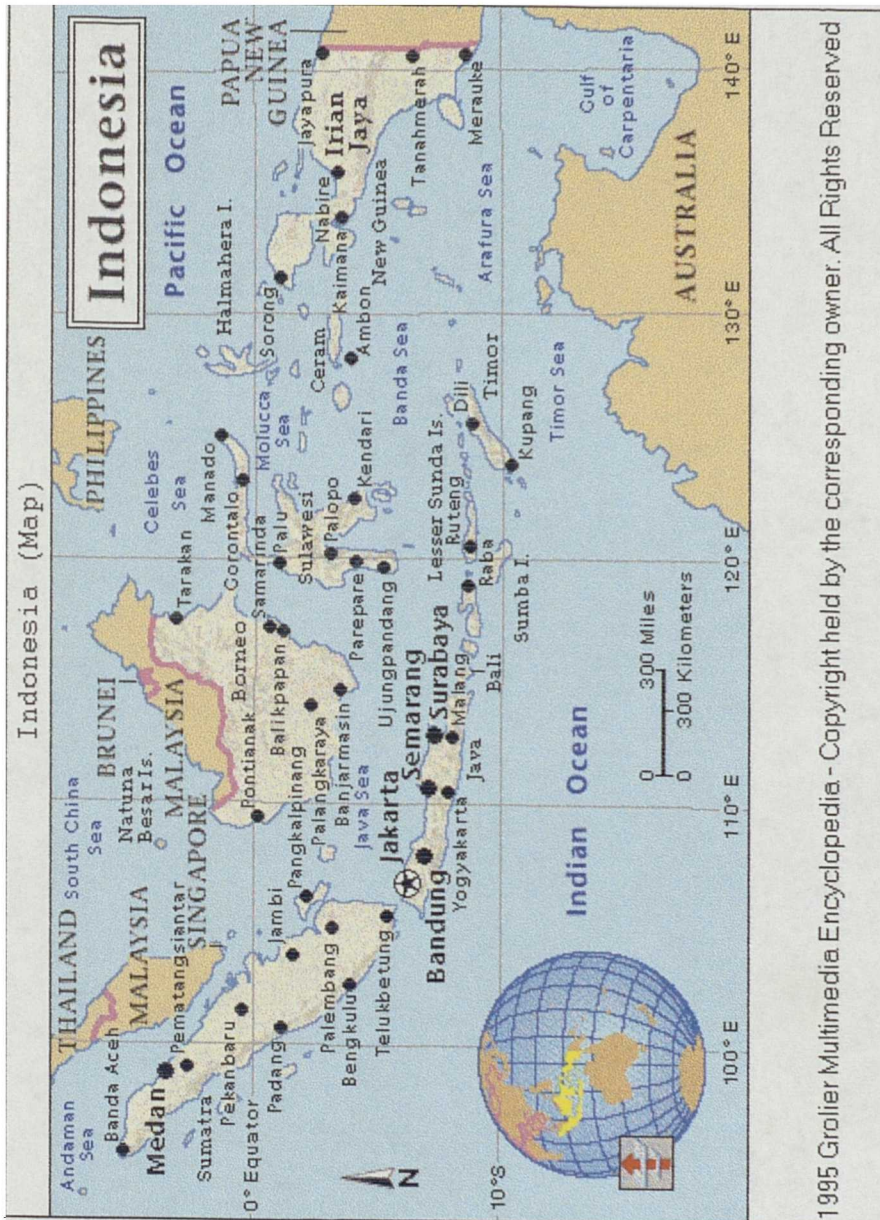 Indonesia (Map)
Indonesia
Andaman
Sea
THAILAND
South China
Sea
BRUNEI
PHILIPPINES
Pacific Ocean
PAPUA
NEW
GUINEA
Banda Aceh
MALAYSIA
Natuna
Besar Is.
MALAYSIA
Celebes
Sea
Tarakan
Medan
Pematangsiantar
SINGAPORE
Manado
Halmahera I.
Sumatra
Pekanbaru
0° Equator
Pontianak
Borneo
Gorontalo
Samarinda
Molucca
Sea
Sorong
Jayapura
Padang
Jambi
Pangkalpinang
Balikpapan
Palu
Sulawesi
Ceram
Kaimana
Nabire
Irian
Jaya
Palembang
Bengkulu
Palangkaraya
Banjarmasin
Parepare
Palopo
Kendari
Ambon
New Guinea
Telukbetung
Java Sea
Ujungpandang
Banda Sea
Tanahmerah
Jakarta
Bandung
Semarang
Surabaya
Lesser Sunda Is.
Ruteng
Dili
Arafura Sea
Merauke
Yogyakarta
Java
Malang
Bali
Raba
Sumba I.
Timor
Kupang
N
10°S
Timor Sea
Gulf
of
Carpentaria
Indian Ocean
0 300 Miles
0 300 Kilometers
AUSTRALIA
100° E
110° E
120° E
130° E
140° E
1995 Grolier Multimedia Encyclopedia - Copyright held by the corresponding owner. All Rights Reserved